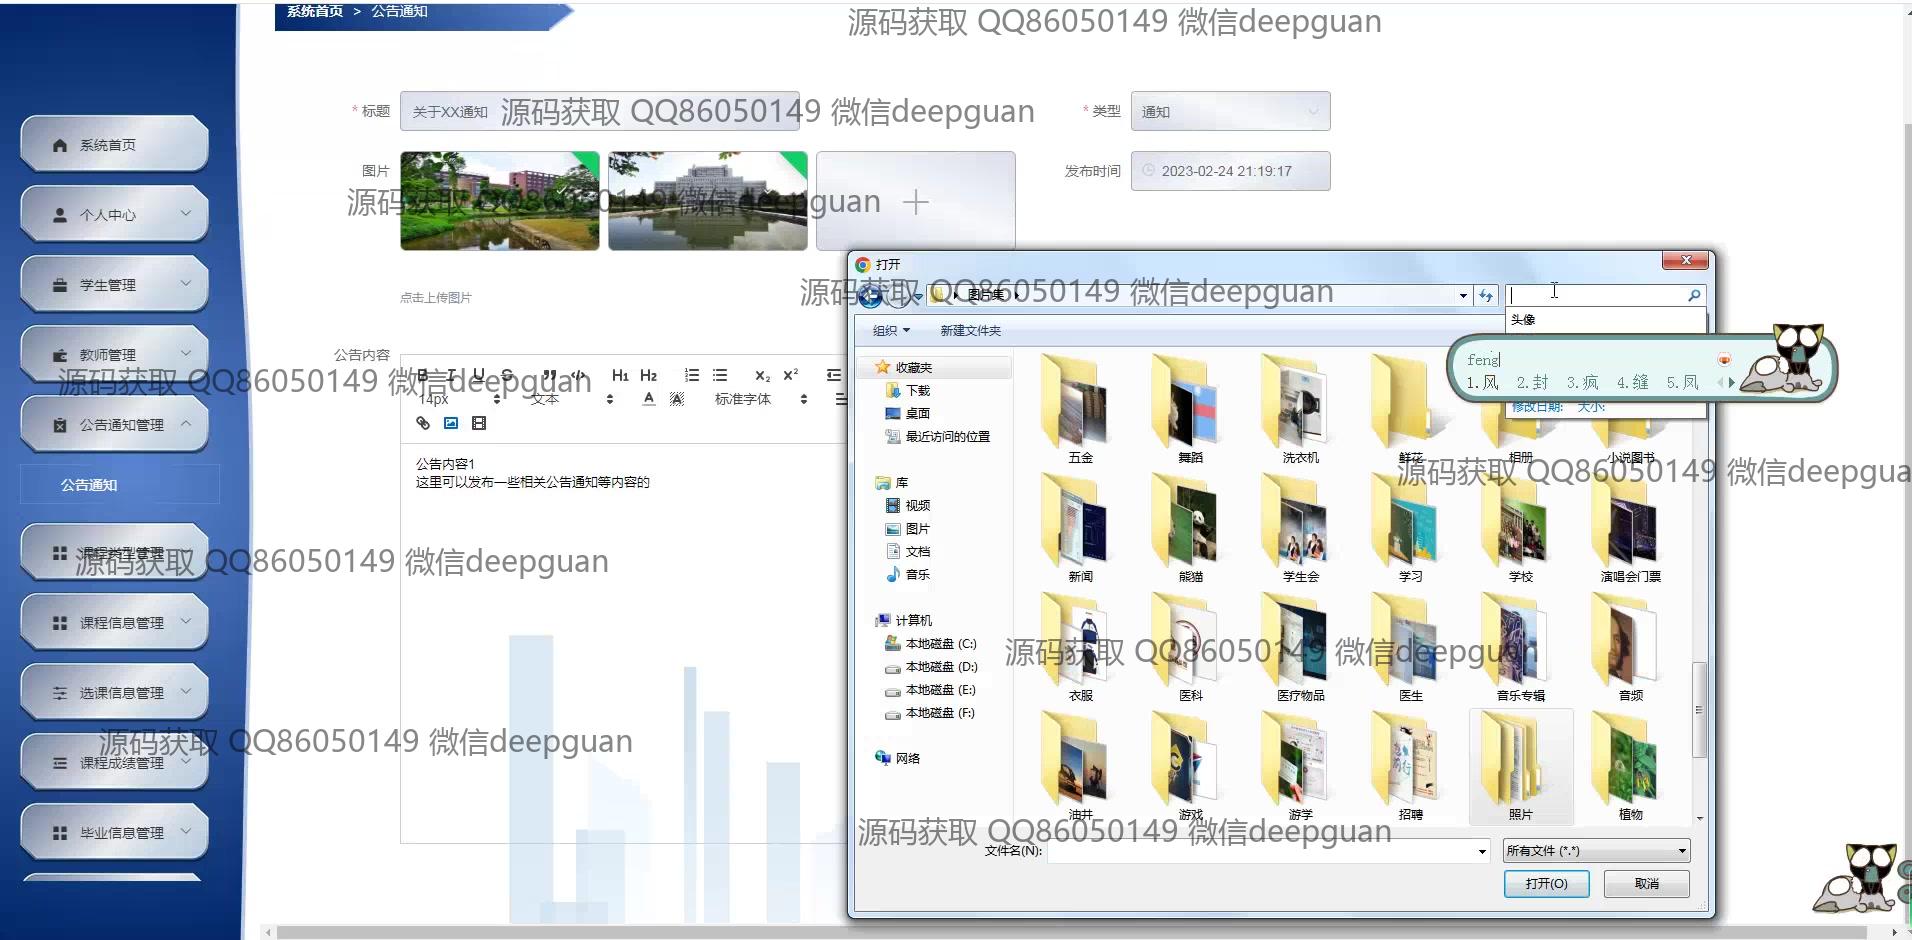 系统首页 > 公告通知
源码获取 QQ86050149 微信deepguan
* 标题
关于XX通知
源码获取 QQ86050149 微信deepguan
* 类型
通知
系统首页
图片
发布时间
2023-02-24 21:19:17
源码获取 QQ86050149 微信deepguan
个人中心
打开
学生管理
点击上传图片
源码获取 QQ86050149 微信deepguan
图片集
头像
组织
新建文件夹
feng
1.风 2.封 3.疯 4.缝 5.凤
修改日期: 大小:
教师管理
公告内容
源码获取 QQ86050149 微信deepguan
B I U S ” </> H1 H2 X₂ X²
14px 文本 A 标准字体
收藏夹
下载
桌面
最近访问的位置
公告通知管理
五金 舞蹈 洗衣机 鲜花 相册 小说图书
源码获取 QQ86050149 微信deepgua
公告通知
公告内容1
这里可以发布一些相关公告通知等内容的
库
视频
图片
文档
音乐
课程类型管理
源码获取 QQ86050149 微信deepguan
新闻 熊猫 学生会 学习 学校 演唱会门票
课程信息管理
计算机
本地磁盘 (C:)
本地磁盘 (D:)
本地磁盘 (E:)
本地磁盘 (F:)
源码获取 QQ86050149 微信deepguan
选课信息管理
衣服 医科 医疗物品 医生 音乐专辑 音频
源码获取 QQ86050149 微信deepguan
课程成绩管理
网络
油井 游戏 游学 招聘 照片 植物
毕业信息管理
源码获取 QQ86050149 微信deepguan
文件名(N):
所有文件 (*.*)
打开(O)
取消